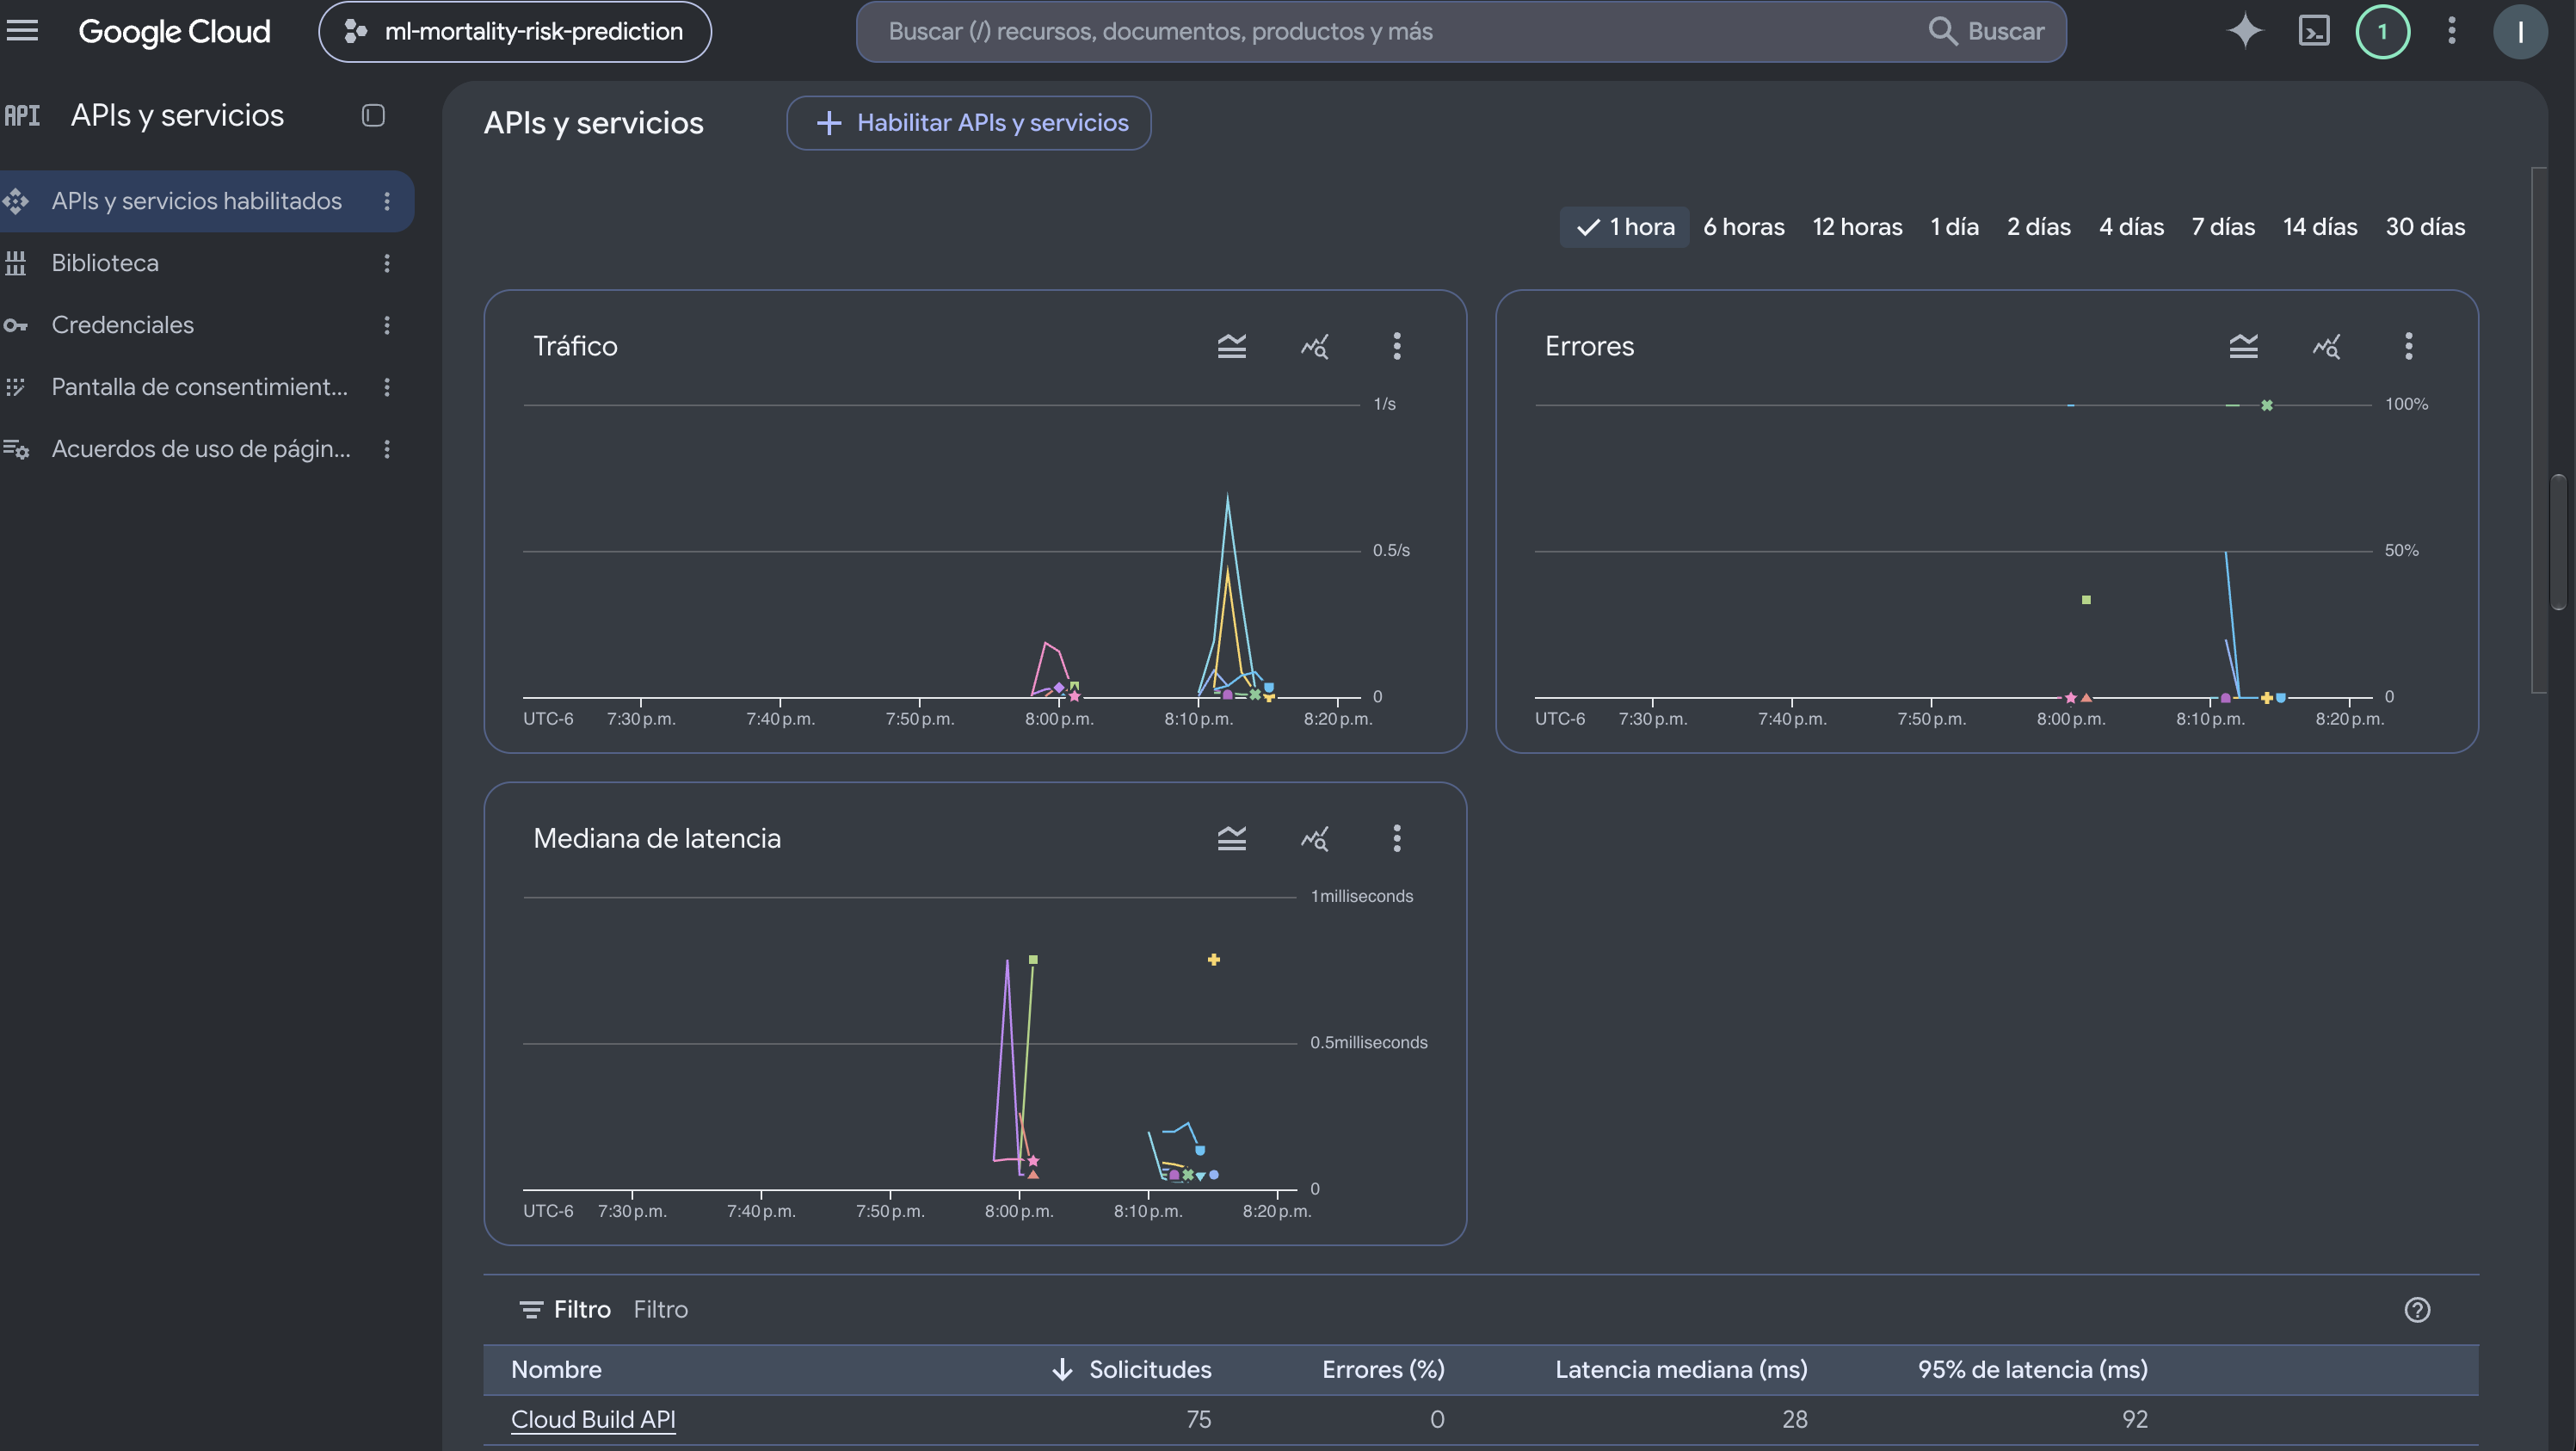 Google Cloud
ml-mortality-risk-prediction
Buscar (/) recursos, documentos, productos y más
Buscar
1
I
API
APIs y servicios
APIs y servicios habilitados
Biblioteca
Credenciales
Pantalla de consentimient...
Acuerdos de uso de págin...
APIs y servicios
Habilitar APIs y servicios
1 hora 6 horas 12 horas 1 día 2 días 4 días 7 días 14 días 30 días
Tráfico
1/s
0.5/s
0
UTC-6 7:30 p.m. 7:40 p.m. 7:50 p.m. 8:00 p.m. 8:10 p.m. 8:20 p.m.
Errores
100%
50%
0
UTC-6 7:30 p.m. 7:40 p.m. 7:50 p.m. 8:00 p.m. 8:10 p.m. 8:20 p.m.
Mediana de latencia
1milliseconds
0.5milliseconds
0
UTC-6 7:30 p.m. 7:40 p.m. 7:50 p.m. 8:00 p.m. 8:10 p.m. 8:20 p.m.
Filtro Filtro
Nombre Solicitudes Errores (%) Latencia mediana (ms) 95% de latencia (ms)
Cloud Build API 75 0 28 92